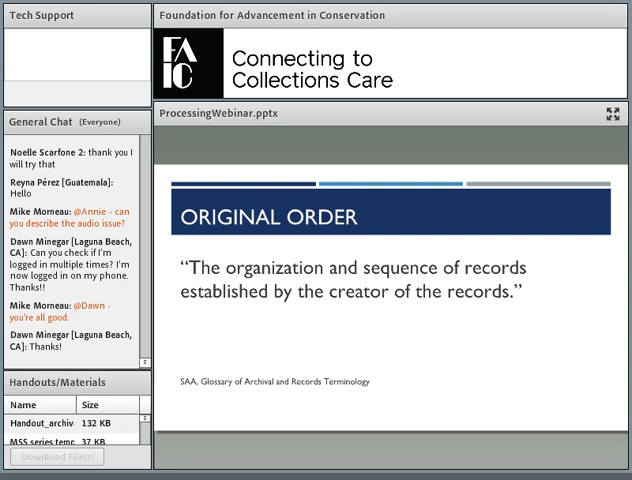 Tech Support
General Chat (Everyone)
Noelle Scarfone 2: thank you I
will try that
Reyna Pérez [Guatemala]:
Hello
Mike Morneau: @Annie - can
you describe the audio issue?
Dawn Minegar [Laguna Beach,
CA]: Can you check if I'm
logged in multiple times? I'm
now logged in on my phone.
Thanks!!
Mike Morneau: @Dawn -
you're all good.
Dawn Minegar [Laguna Beach,
CA]: Thanks!
Handouts/Materials
Name Size
Handout_archiv 132 KB
MSS series temp 37 KB
Download File(s)
Foundation for Advancement in Conservation
FAIC
Connecting to
Collections Care
ProcessingWebinar.pptx
ORIGINAL ORDER
“The organization and sequence of records
established by the creator of the records.”
SAA, Glossary of Archival and Records Terminology